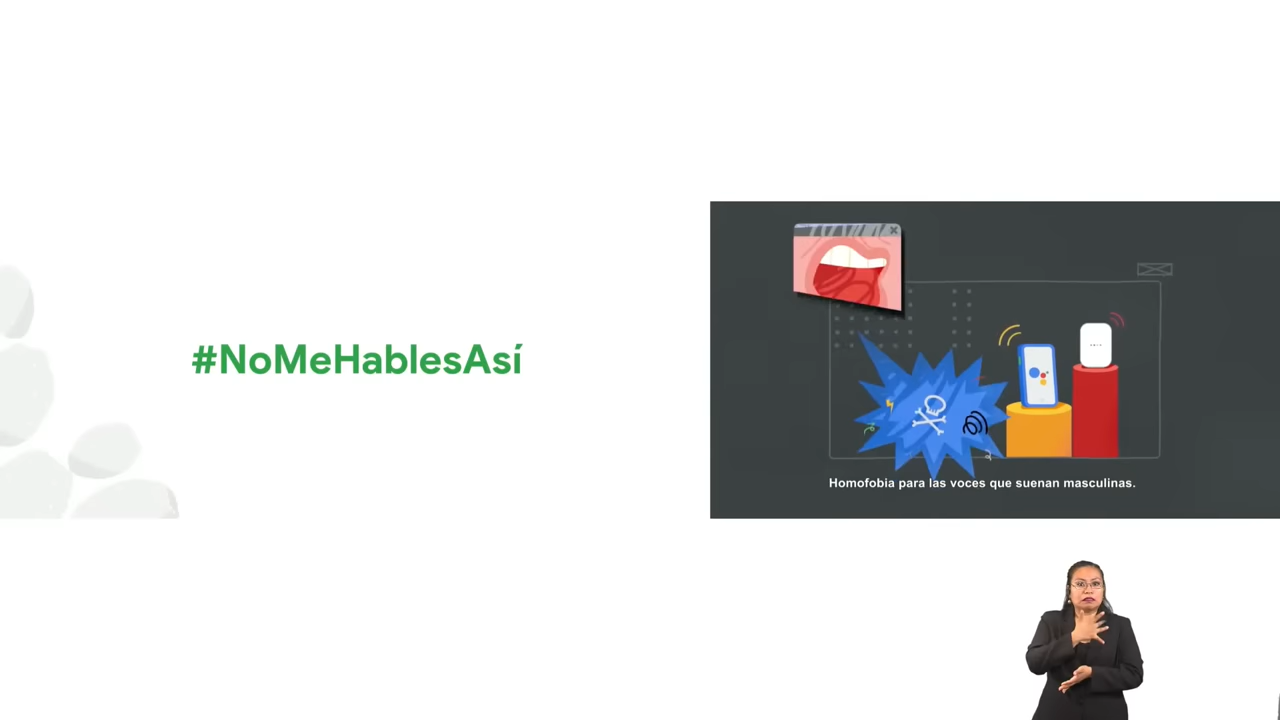 #NoMeHablesAsí
Homofobia para las voces que suenan masculinas.